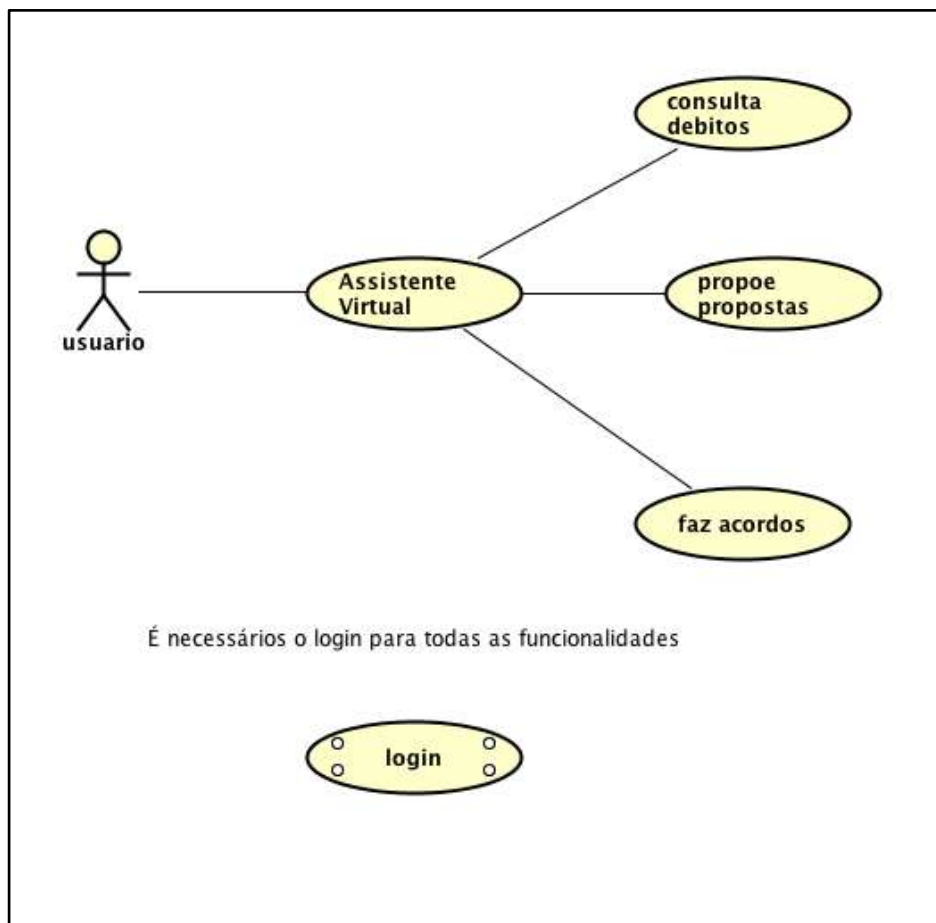 consulta
debitos
Assistente
Virtual
propoe
propostas
usuario
faz acordos
É necessários o login para todas as funcionalidades
login